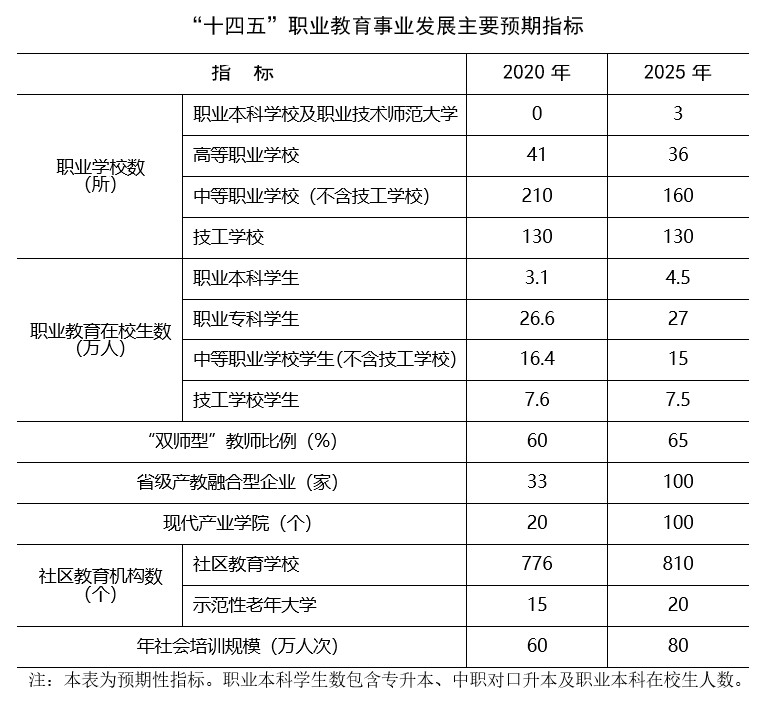 “十四五”职业教育事业发展主要预期指标
指 标 2020 年 2025 年
职业学校数
（所）
职业本科学校及职业技术师范大学 0 3
高等职业学校 41 36
中等职业学校（不含技工学校） 210 160
技工学校 130 130
职业教育在校生数
（万人）
职业本科学生 3.1 4.5
职业专科学生 26.6 27
中等职业学校学生（不含技工学校） 16.4 15
技工学校学生 7.6 7.5
“双师型”教师比例（%） 60 65
省级产教融合型企业（家） 33 100
现代产业学院（个） 20 100
社区教育机构数
（个）
社区教育学校 776 810
示范性老年大学 15 20
年社会培训规模（万人次） 60 80
注：本表为预期性指标。职业本科学生数包含专升本、中职对口升本及职业本科在校生人数。